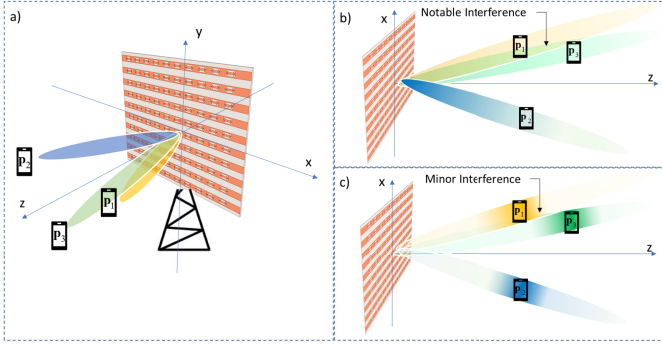 a)
y
x
z
p2
p1
p3
b)
x
Notable Interference
p1
p3
z
p2
c)
x
Minor Interference
p1
p3
z
p2